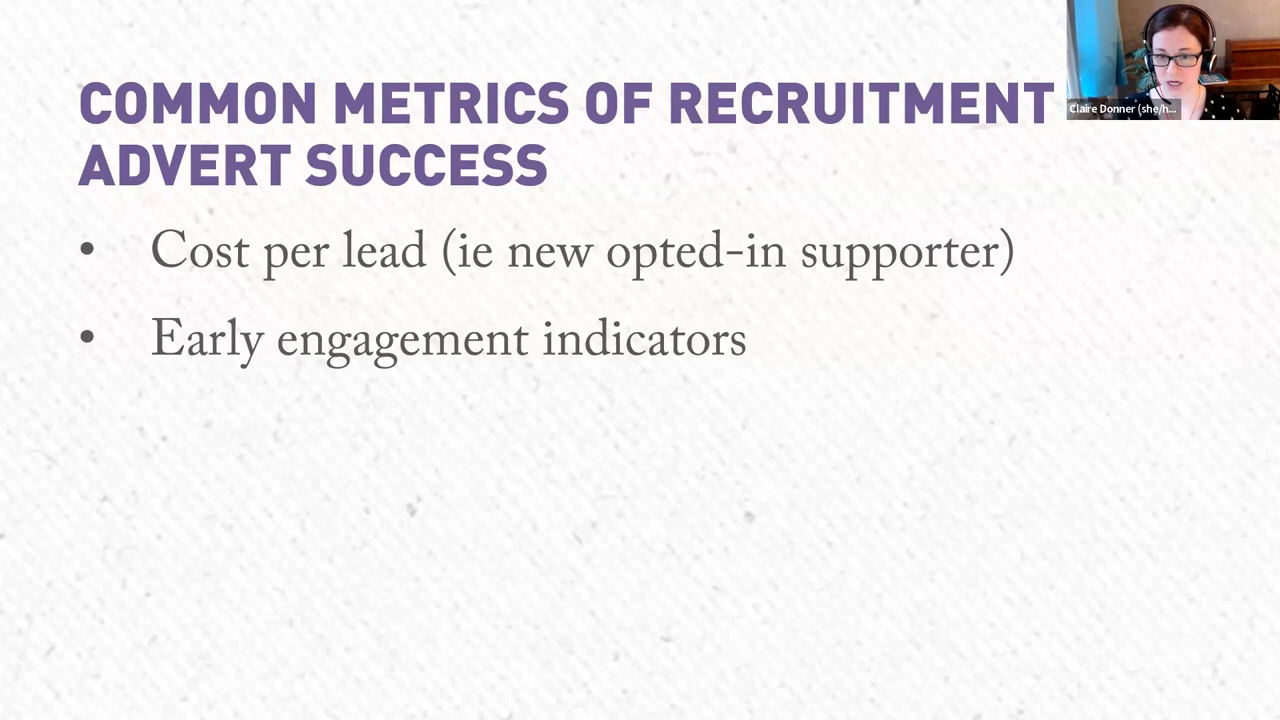 COMMON METRICS OF RECRUITMENT
ADVERT SUCCESS
• Cost per lead (ie new opted-in supporter)
• Early engagement indicators
Claire Donner (she/h...